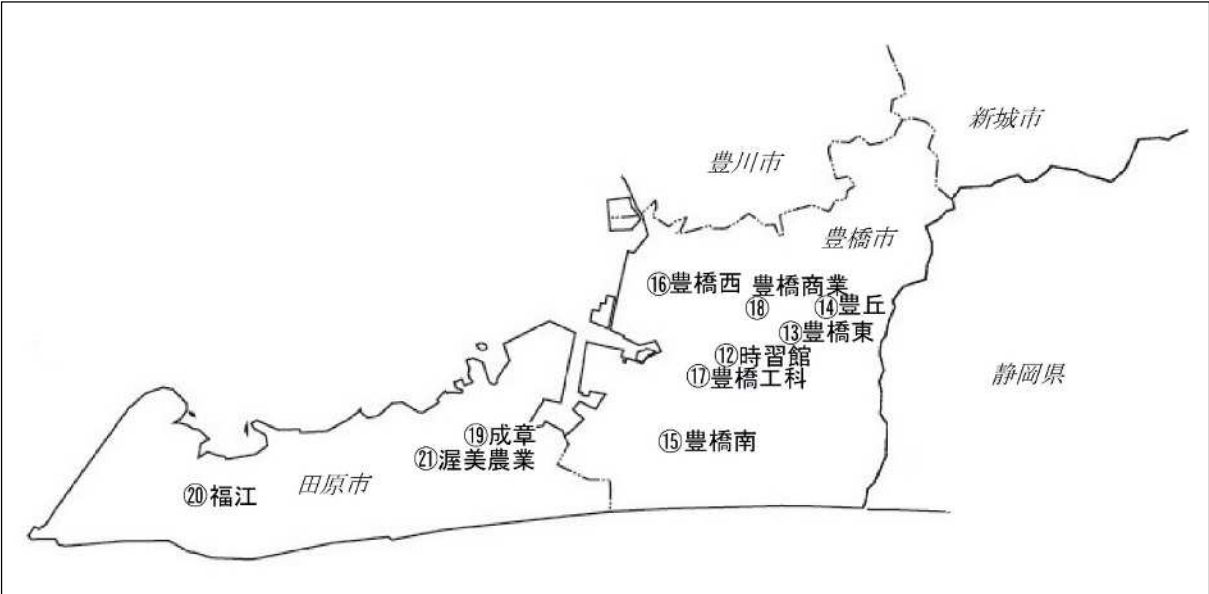 新城市
豊川市
豊橋市
⑯豊橋西
豊橋商業
⑱
⑭豊丘
⑬豊橋東
⑫時習館
⑰豊橋工科
静岡県
⑲成章
⑮豊橋南
㉑渥美農業
田原市
⑳福江